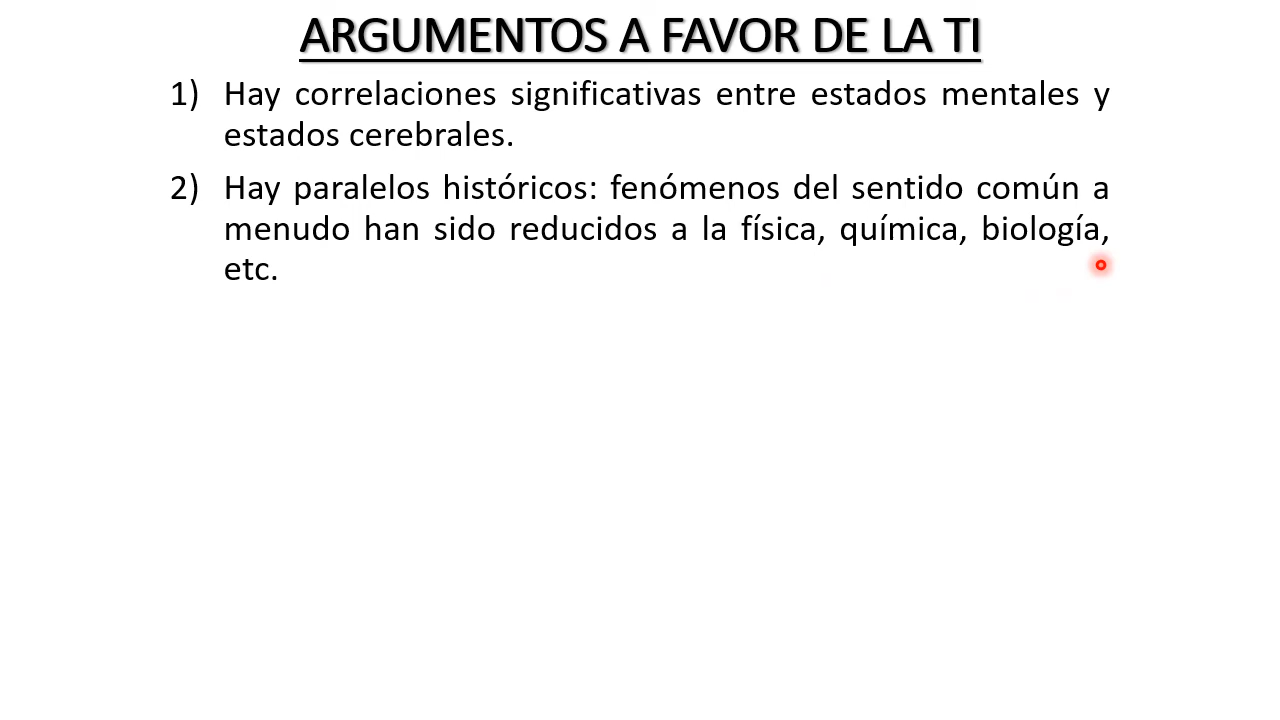 ARGUMENTOS A FAVOR DE LA TI
1) Hay correlaciones significativas entre estados mentales y
estados cerebrales.
2) Hay paralelos históricos: fenómenos del sentido común a
menudo han sido reducidos a la física, química, biología,
etc.